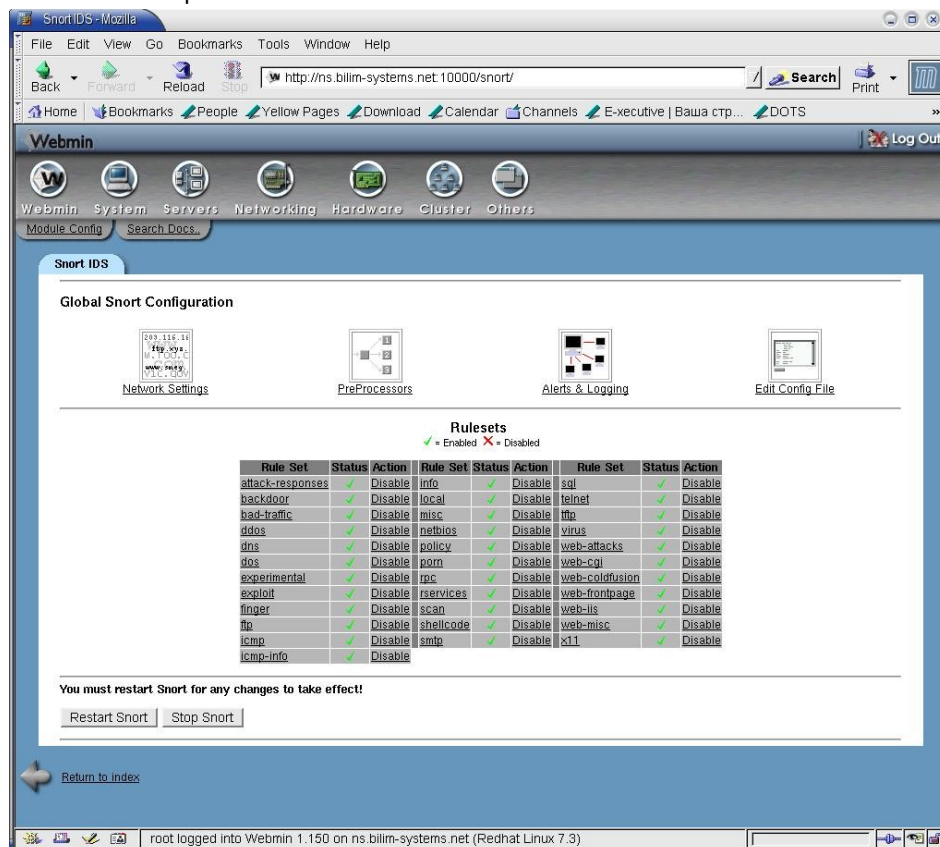 Snort IDS - Mozilla
File Edit View Go Bookmarks Tools Window Help
Back Forward Reload Stop http://ns.bilim-systems.net:10000/snort/ Search Print
Home Bookmarks People Yellow Pages Download Calendar Channels E-xecutive | Ваша стр... DOTS »
Webmin Log Out
Webmin System Servers Networking Hardware Cluster Others
Module Config Search Docs..
Snort IDS
Global Snort Configuration
Network Settings PreProcessors Alerts & Logging Edit Config File
Rulesets
= Enabled = Disabled
Rule Set Status Action Rule Set Status Action Rule Set Status Action
attack-responses Disable info Disable sql Disable
backdoor Disable local Disable telnet Disable
bad-traffic Disable misc Disable tftp Disable
ddos Disable netbios Disable virus Disable
dns Disable policy Disable web-attacks Disable
dos Disable porn Disable web-cgi Disable
experimental Disable rpc Disable web-coldfusion Disable
exploit Disable rservices Disable web-frontpage Disable
finger Disable scan Disable web-iis Disable
ftp Disable shellcode Disable web-misc Disable
icmp Disable smtp Disable x11 Disable
icmp-info Disable
You must restart Snort for any changes to take effect!
Restart Snort Stop Snort
Return to index
root logged into Webmin 1.150 on ns.bilim-systems.net (Redhat Linux 7.3)